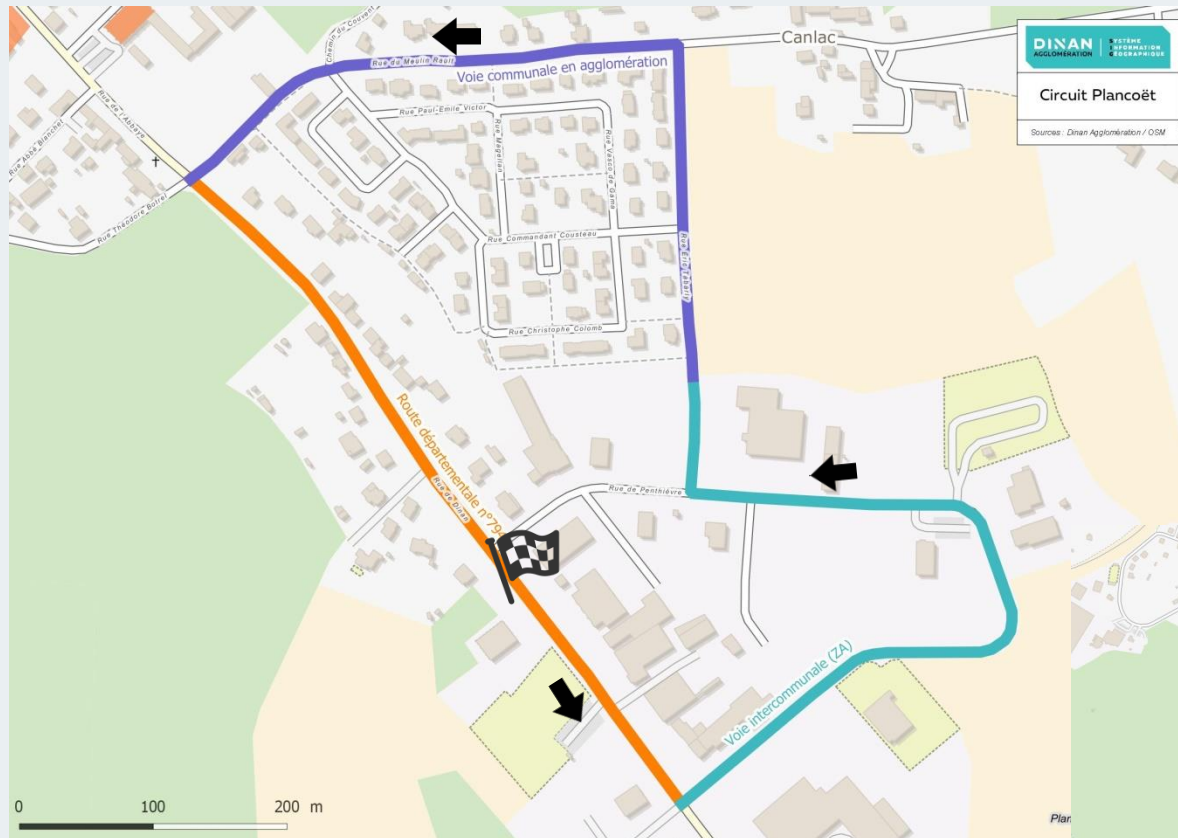 DINAN
AGGLOMÉRATION
SYSTÈME
INFORMATION
GÉOGRAPHIQUE
Circuit Plancoët
Sources : Dinan Agglomération / OSM
Canlac
Chemin du Couvent
Rue du Moulin Rault
Voie communale en agglomération
Rue de l'Abbaye
Rue Abbé Blanchet
Rue Théodore Botrel
Rue Paul-Emile Victor
Rue Magellan
Rue Vasco de Gama
Rue Commandant Cousteau
Rue Eric Tabarly
Rue Christophe Colomb
Route départementale n°794
Rue de Dinan
Rue de Penthièvre
Voie intercommunale (ZA)
0 100 200 m
Plan